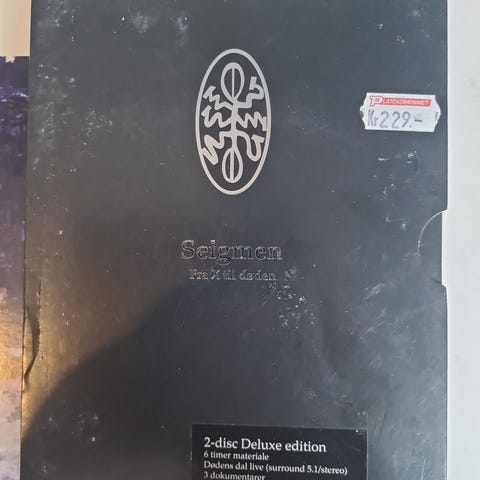 PLATEKOMPANIET
Kr 229.-
Seigmen
Fra X til døden
2-disc Deluxe edition
6 timer materiale
Dødens dal live (surround 5.1/stereo)
3 dokumentarer